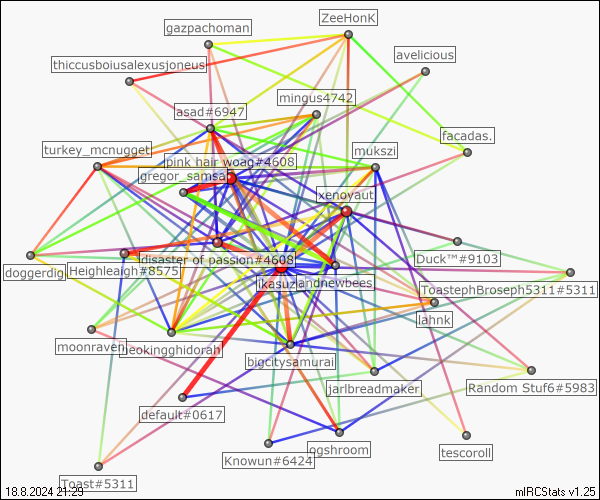 ZeeHonK
gazpachoman
avelicious
thiccusboiusalexusjoneus
mingus4742
asad#6947
facadas.
turkey_mcnugget
mukszi
pink hair woag#4608
gregor_samsa
xenoyaut
Duck™#9103
disaster of passion#4608
doggerdig
Heighleaigh#8575
ikasuz
landnewbees
ToastephBroseph5311#5311
lahnk
moonraven
neokingghidorah
bigcitysamurai
jarlbreadmaker
Random Stuf6#5983
default#0617
ogshroom
tescoroll
Knowun#6424
Toast#5311
18.8.2024 21:29
mIRCStats v1.25